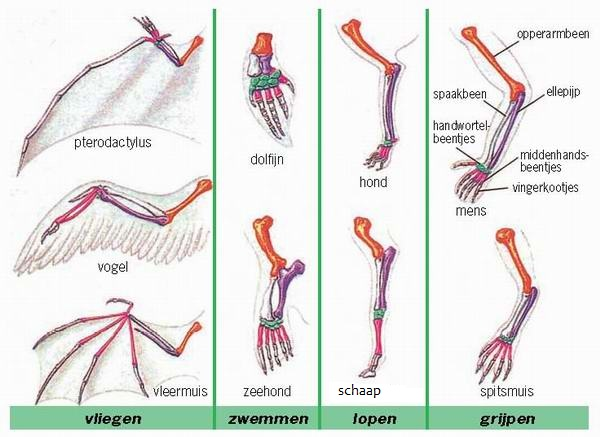 pterodactylus
vogel
vleermuis
vliegen
dolfijn
zeehond
zwemmen
hond
schaap
lopen
opperarmbeen
spaakbeen
ellepijp
handwortel-
beentjes
middenhands-
beentjes
vingerkootjes
mens
spitsmuis
grijpen